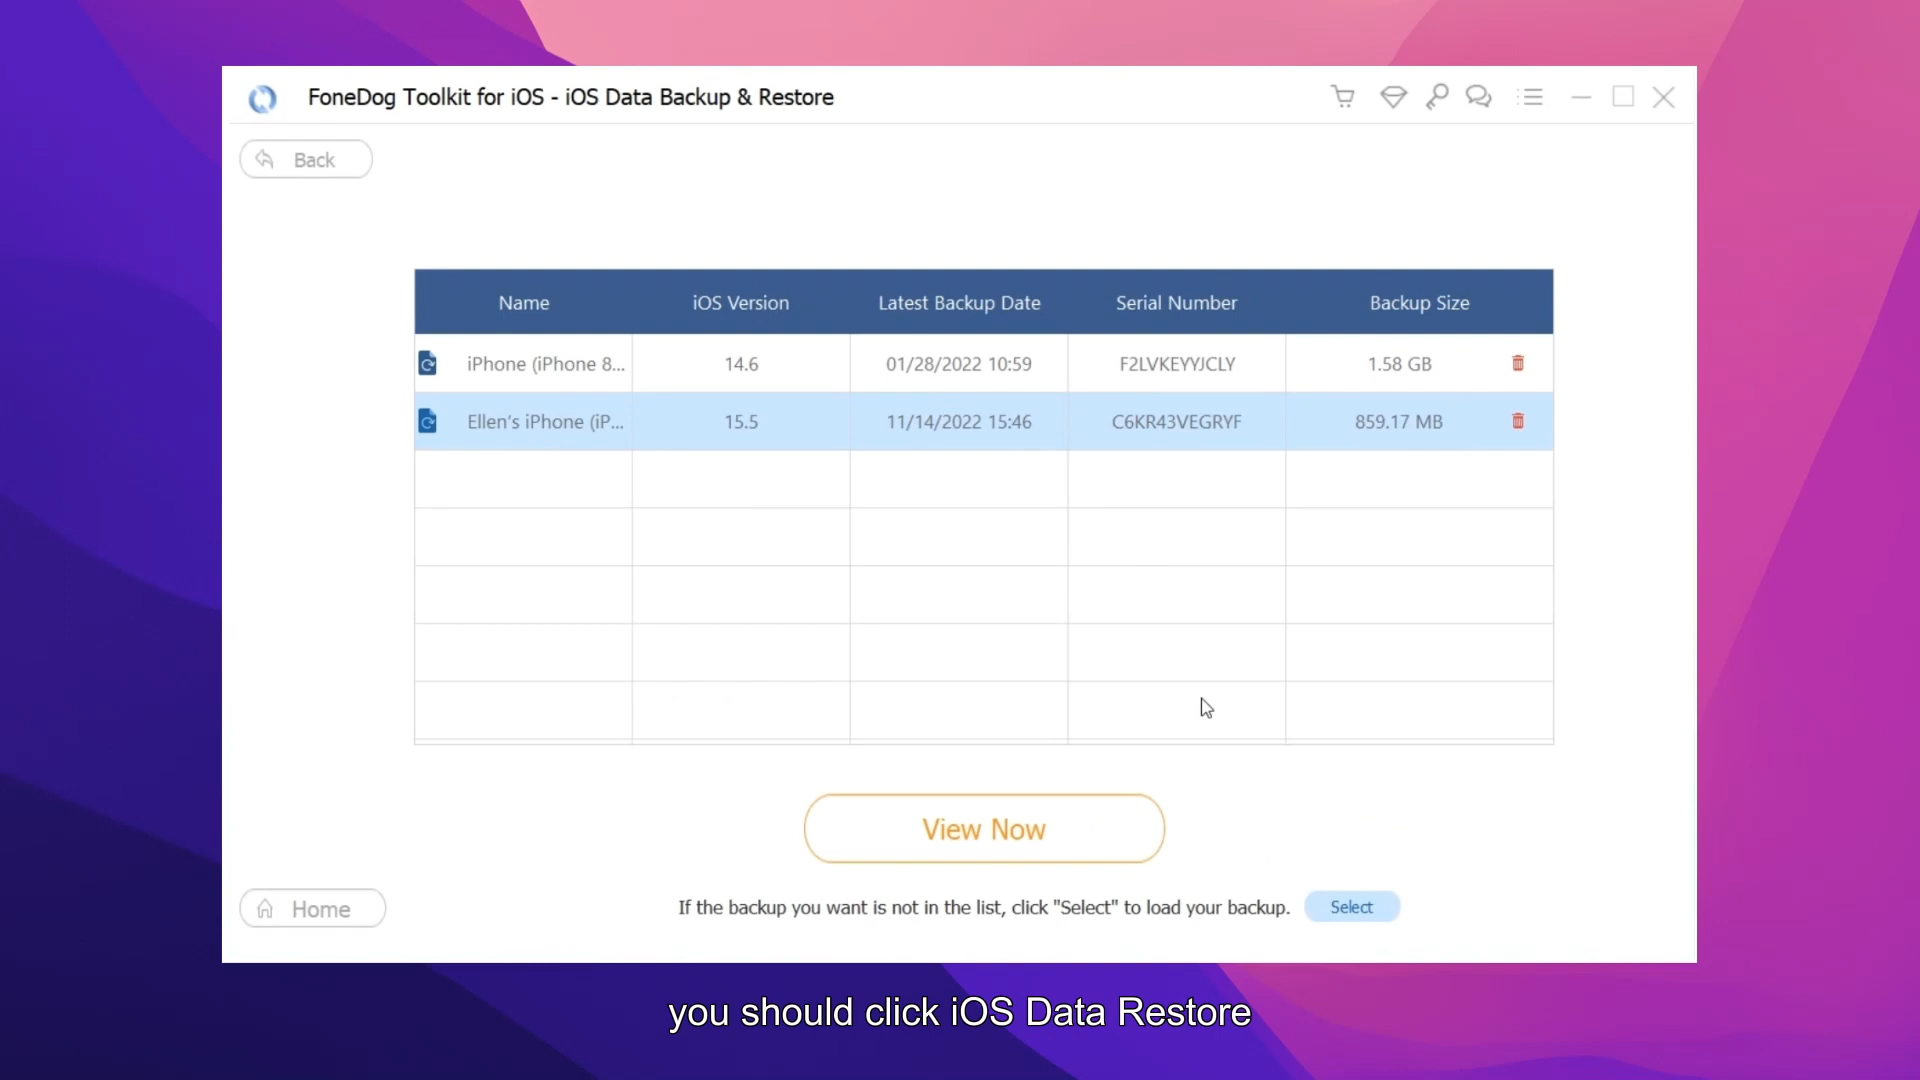 FoneDog Toolkit for iOS - iOS Data Backup & Restore
Back
Name iOS Version Latest Backup Date Serial Number Backup Size
iPhone (iPhone 8... 14.6 01/28/2022 10:59 F2LVKEYYJCLY 1.58 GB
Ellen's iPhone (iP... 15.5 11/14/2022 15:46 C6KR43VEGRYF 859.17 MB
View Now
Home
If the backup you want is not in the list, click "Select" to load your backup. Select
you should click iOS Data Restore